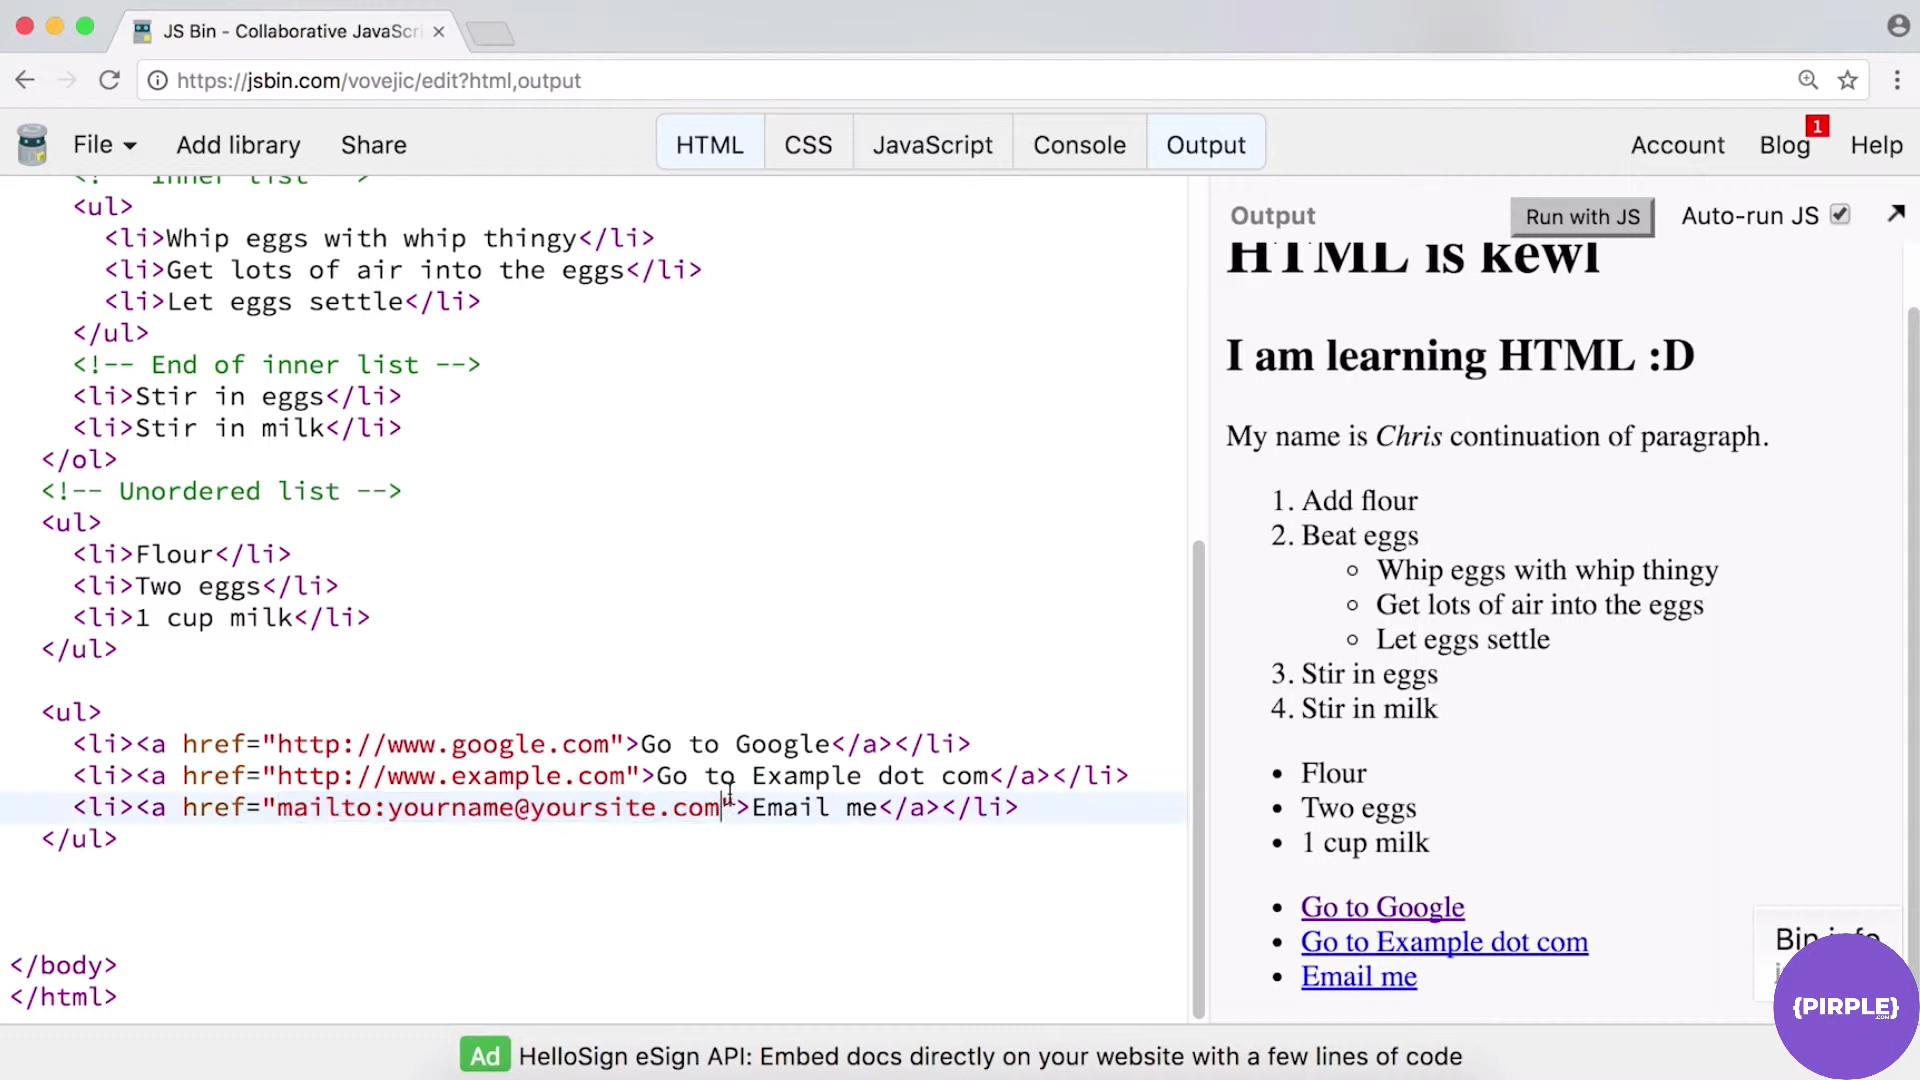 JS Bin - Collaborative JavaScri
https://jsbin.com/vovejic/edit?html,output
File
Add library
Share
HTML
CSS
JavaScript
Console
Output
Account
Blog
1
Help
<ul>
<li>Whip eggs with whip thingy</li>
<li>Get lots of air into the eggs</li>
<li>Let eggs settle</li>
</ul>
<!-- End of inner list -->
<li>Stir in eggs</li>
<li>Stir in milk</li>
</ol>
<!-- Unordered list -->
<ul>
<li>Flour</li>
<li>Two eggs</li>
<li>1 cup milk</li>
</ul>
<ul>
<li><a href="http://www.google.com">Go to Google</a></li>
<li><a href="http://www.example.com">Go to Example dot com</a></li>
<li><a href="mailto:yourname@yoursite.com">Email me</a></li>
</ul>
</body>
</html>
Output
Run with JS
Auto-run JS
HTML is kewl
I am learning HTML :D
My name is Chris continuation of paragraph.
1. Add flour
2. Beat eggs
Whip eggs with whip thingy
Get lots of air into the eggs
Let eggs settle
3. Stir in eggs
4. Stir in milk
Flour
Two eggs
1 cup milk
Go to Google
Go to Example dot com
Email me
Bin info
{PIRPLE}
.COM
Ad HelloSign eSign API: Embed docs directly on your website with a few lines of code